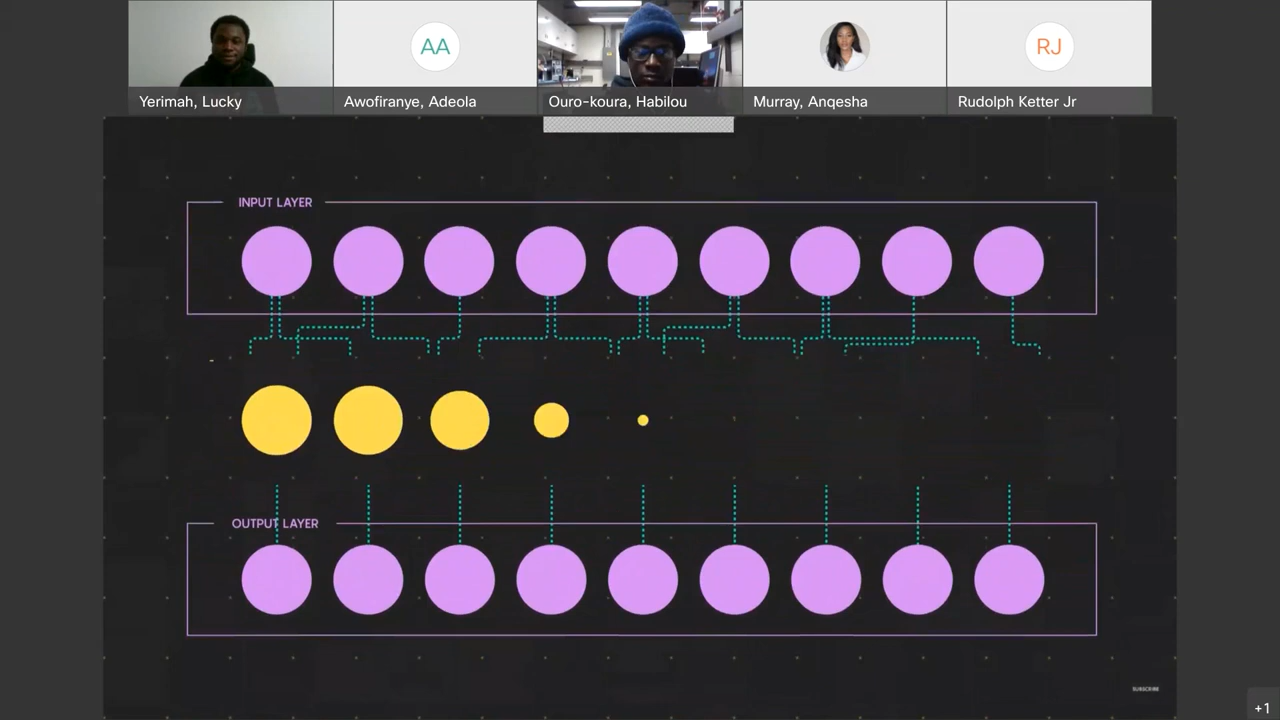 AA
RJ
Yerimah, Lucky
Awofiranye, Adeola
Ouro-koura, Habilou
Murray, Anqesha
Rudolph Ketter Jr
INPUT LAYER
OUTPUT LAYER
SUBSCRIBE
+1